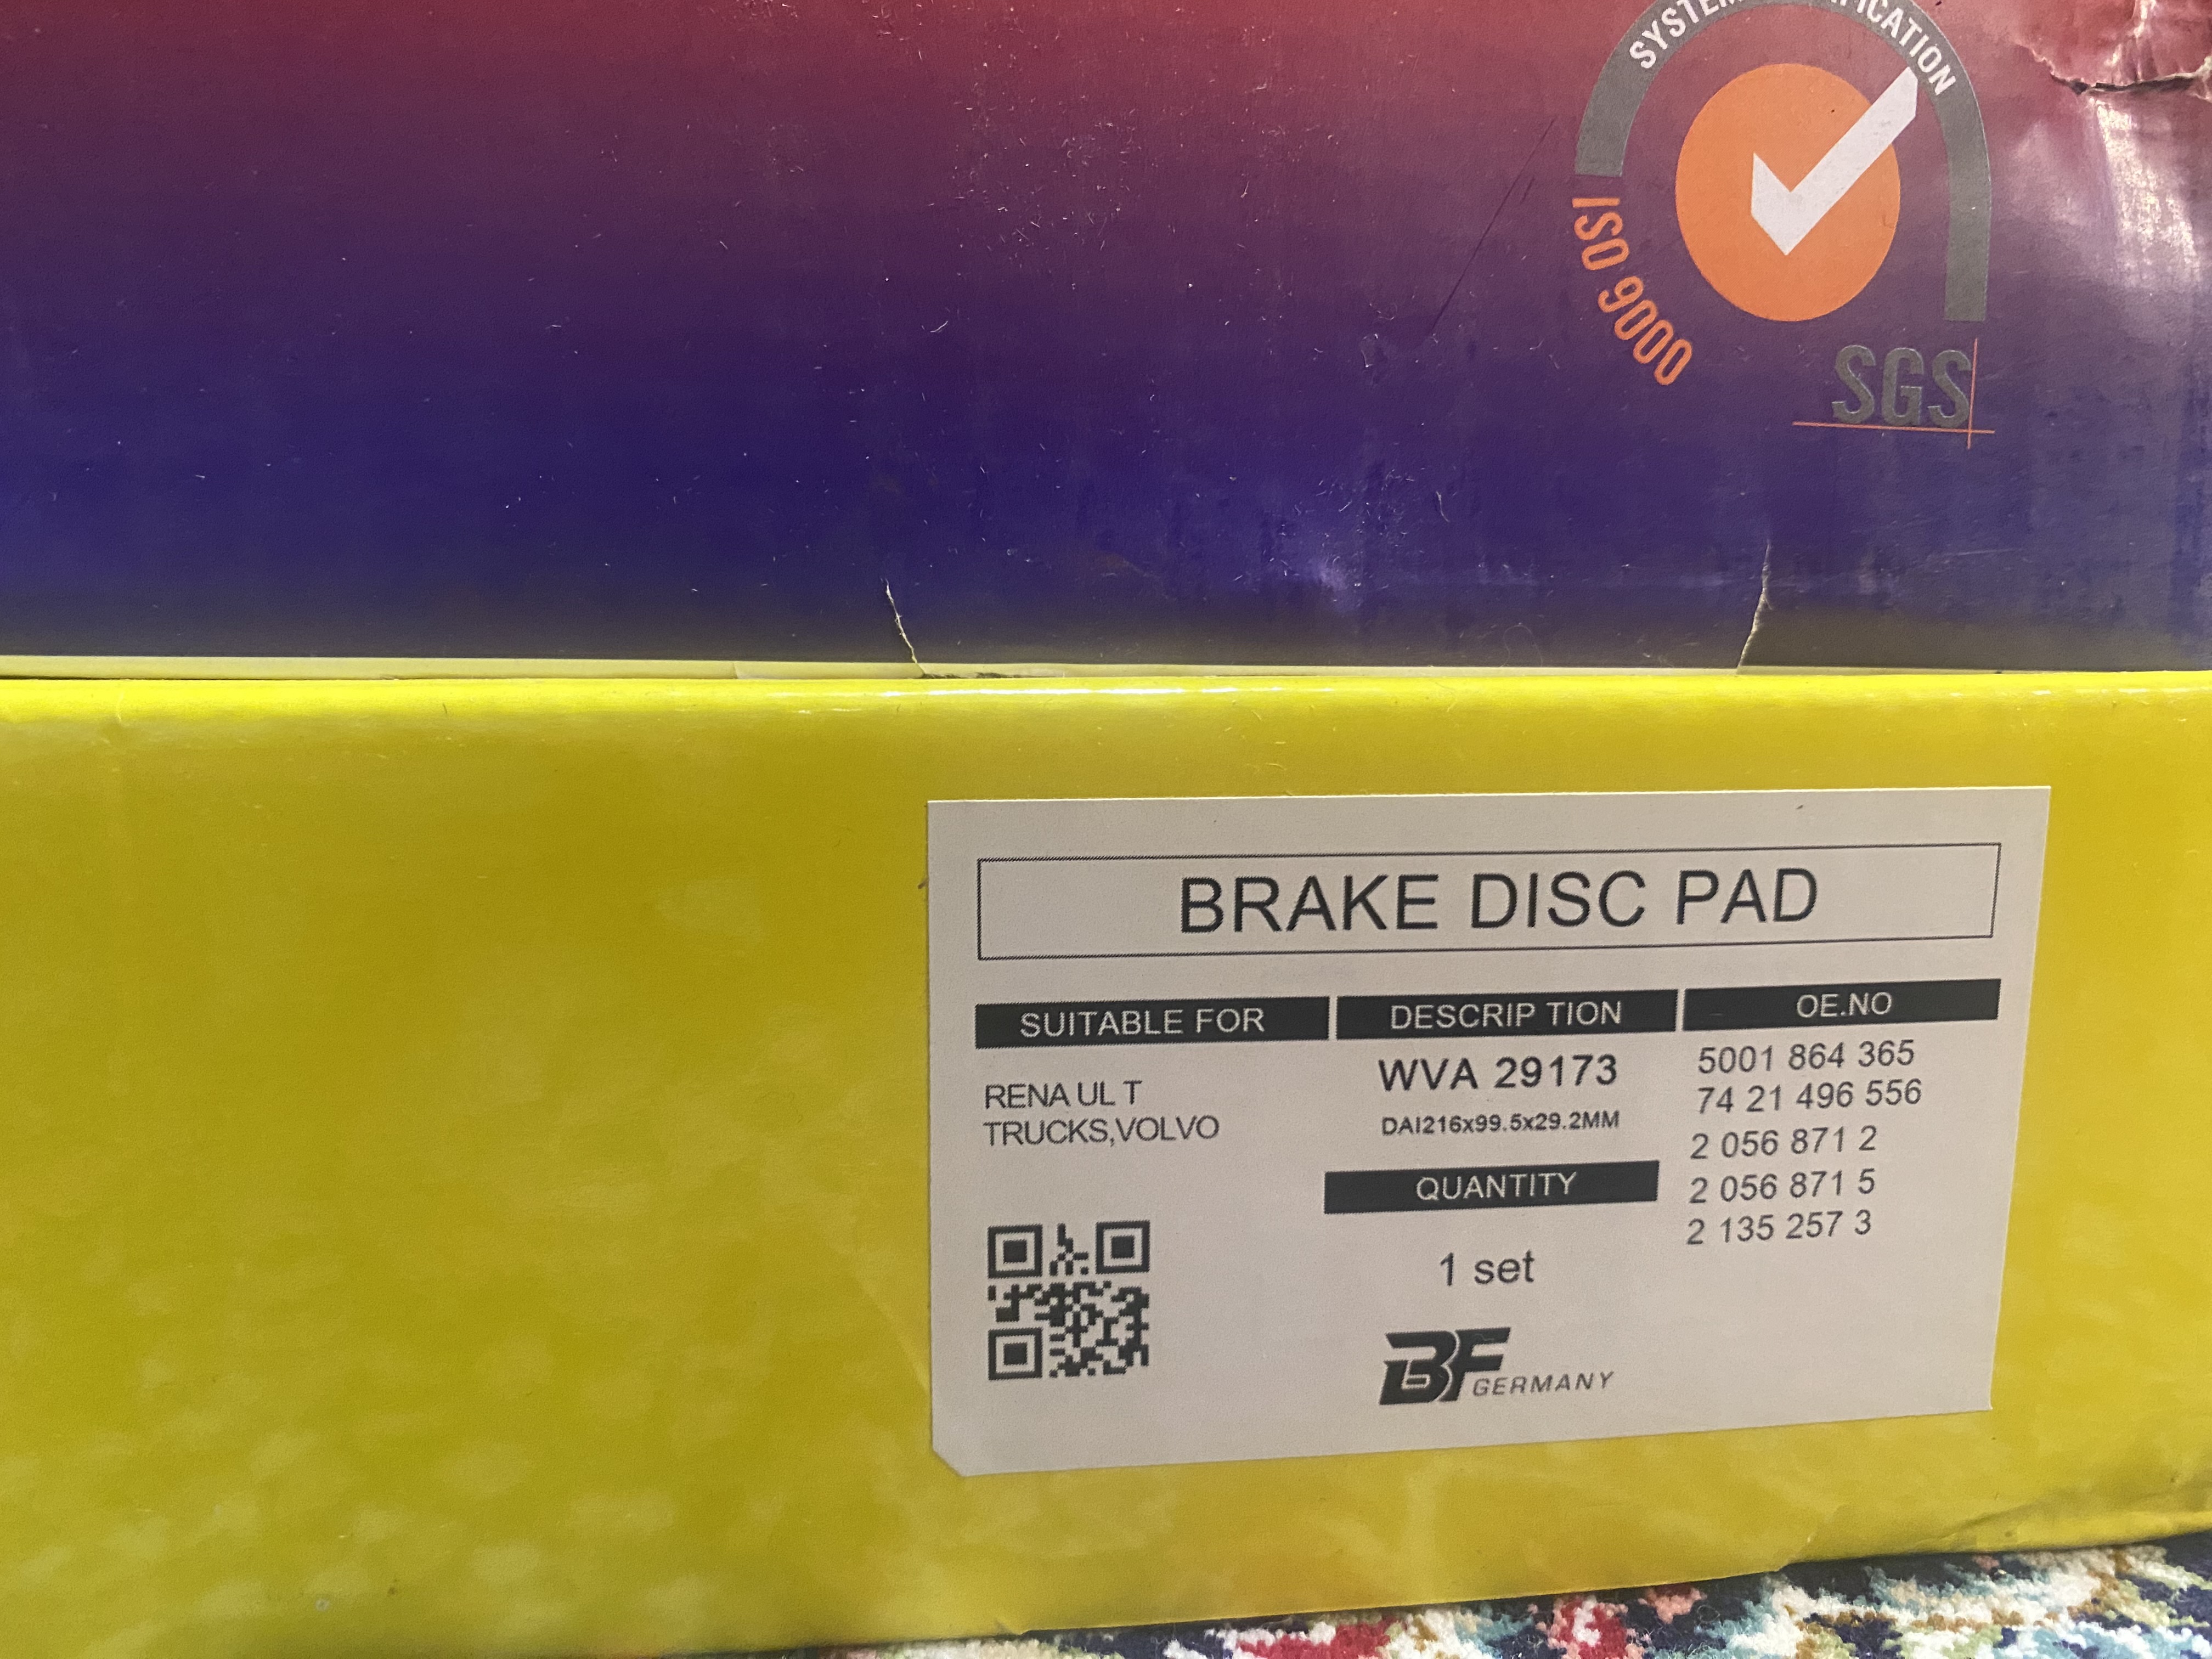 SYSTEM
ISO 9000
SGS
BRAKE DISC PAD
SUITABLE FOR
RENA UL T
TRUCKS,VOLVO
DESCRIP TION
WVA 29173
DAI216x99.5x29.2MM
QUANTITY
1 set
OE.NO
5001 864 365
74 21 496 556
2 056 871 2
2 056 871 5
2 135 257 3
BF GERMANY